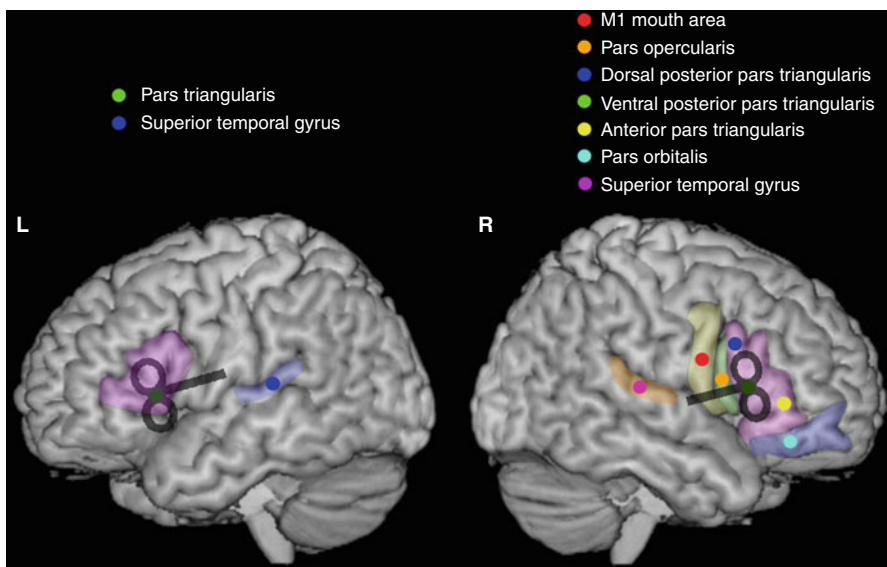 Pars triangularis
Superior temporal gyrus
M1 mouth area
Pars opercularis
Dorsal posterior pars triangularis
Ventral posterior pars triangularis
Anterior pars triangularis
Pars orbitalis
Superior temporal gyrus
L
R